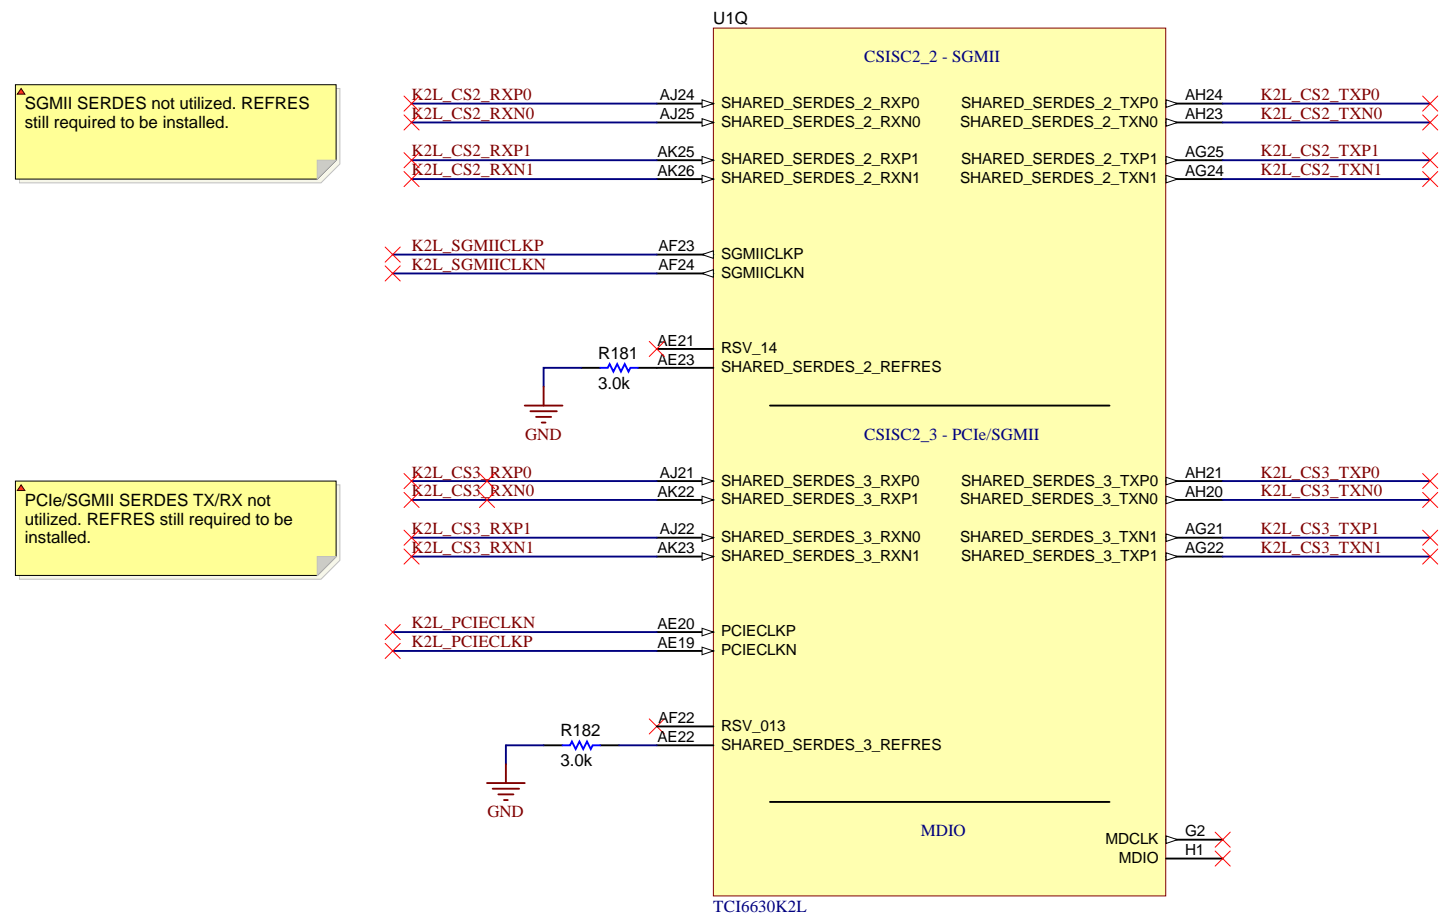 U1Q
CSISC2_2 - SGMII
SGMII SERDES not utilized. REFRES
still required to be installed.
K2L_CS2_RXP0 AJ24 SHARED_SERDES_2_RXP0 SHARED_SERDES_2_TXP0 AH24 K2L_CS2_TXP0
K2L_CS2_RXN0 AJ25 SHARED_SERDES_2_RXN0 SHARED_SERDES_2_TXN0 AH23 K2L_CS2_TXN0
K2L_CS2_RXP1 AK25 SHARED_SERDES_2_RXP1 SHARED_SERDES_2_TXP1 AG25 K2L_CS2_TXP1
K2L_CS2_RXN1 AK26 SHARED_SERDES_2_RXN1 SHARED_SERDES_2_TXN1 AG24 K2L_CS2_TXN1
K2L_SGMIICLKP AF23 SGMIICLKP
K2L_SGMIICLKN AF24 SGMIICLKN
AE21 RSV_14
R181 AE23 SHARED_SERDES_2_REFRES
3.0k
GND
CSISC2_3 - PCIe/SGMII
PCIe/SGMII SERDES TX/RX not
utilized. REFRES still required to be
installed.
K2L_CS3_RXP0 AJ21 SHARED_SERDES_3_RXP0 SHARED_SERDES_3_TXP0 AH21 K2L_CS3_TXP0
K2L_CS3_RXN0 AK22 SHARED_SERDES_3_RXP1 SHARED_SERDES_3_TXN0 AH20 K2L_CS3_TXN0
K2L_CS3_RXP1 AJ22 SHARED_SERDES_3_RXN0 SHARED_SERDES_3_TXN1 AG21 K2L_CS3_TXP1
K2L_CS3_RXN1 AK23 SHARED_SERDES_3_RXN1 SHARED_SERDES_3_TXP1 AG22 K2L_CS3_TXN1
K2L_PCIECLKN AE20 PCIECLKP
K2L_PCIECLKP AE19 PCIECLKN
AF22 RSV_013
R182 AE22 SHARED_SERDES_3_REFRES
3.0k
GND
MDIO
MDCLK G2
MDIO H1
TCI6630K2L